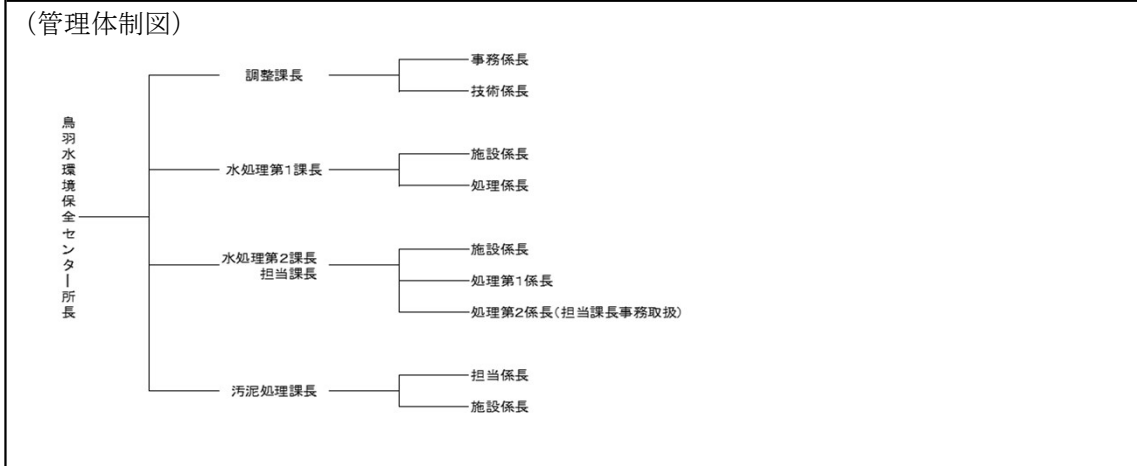 (管理体制図)
鳥羽水環境保全センター所長
調整課長
事務係長
技術係長
水処理第1課長
施設係長
処理係長
水処理第2課長
担当課長
施設係長
処理第1係長
処理第2係長(担当課長事務取扱)
汚泥処理課長
担当係長
施設係長